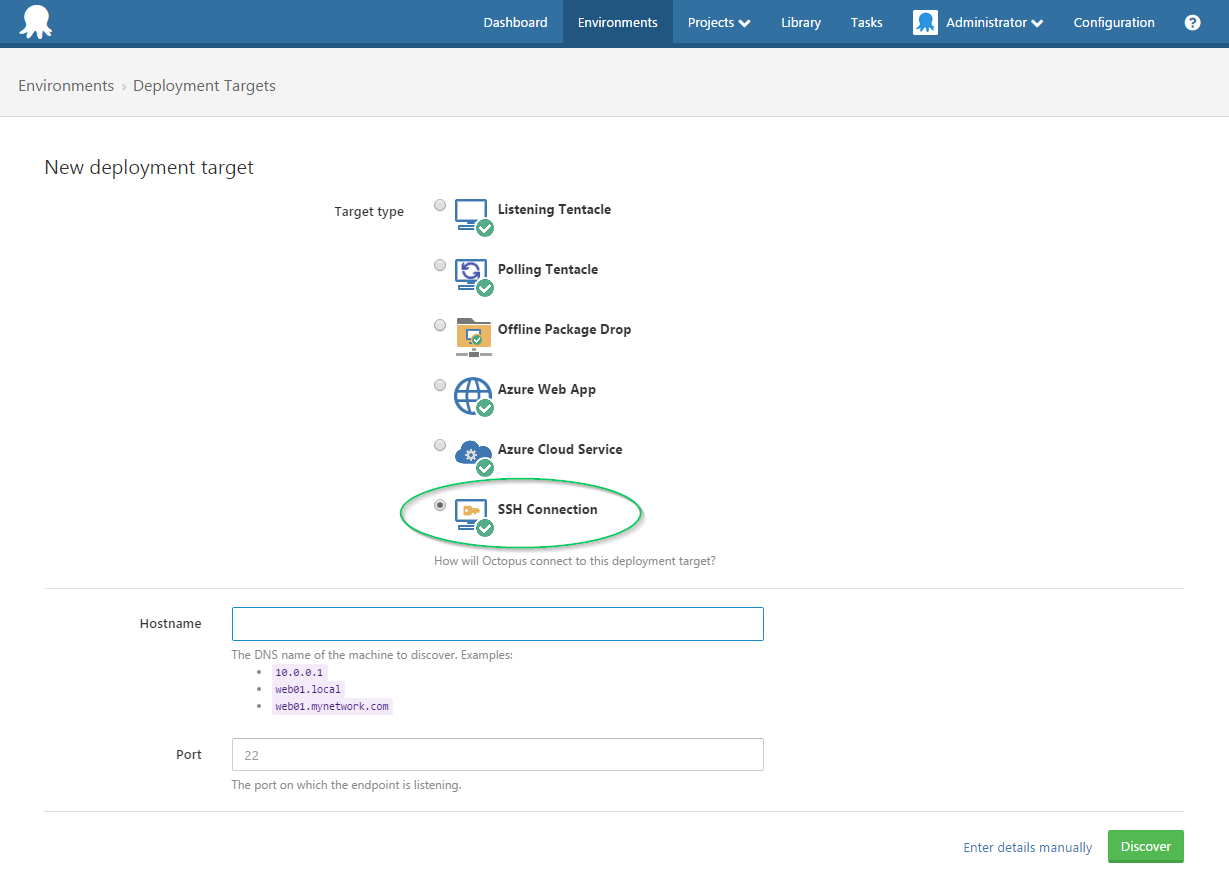 Dashboard Environments Projects Library Tasks Administrator Configuration ?
Environments › Deployment Targets
New deployment target
Target type
Listening Tentacle
Polling Tentacle
Offline Package Drop
Azure Web App
Azure Cloud Service
SSH Connection
How will Octopus connect to this deployment target?
Hostname
The DNS name of the machine to discover. Examples:
• 10.0.0.1
• web01.local
• web01.mynetwork.com
Port 22
The port on which the endpoint is listening.
Enter details manually Discover